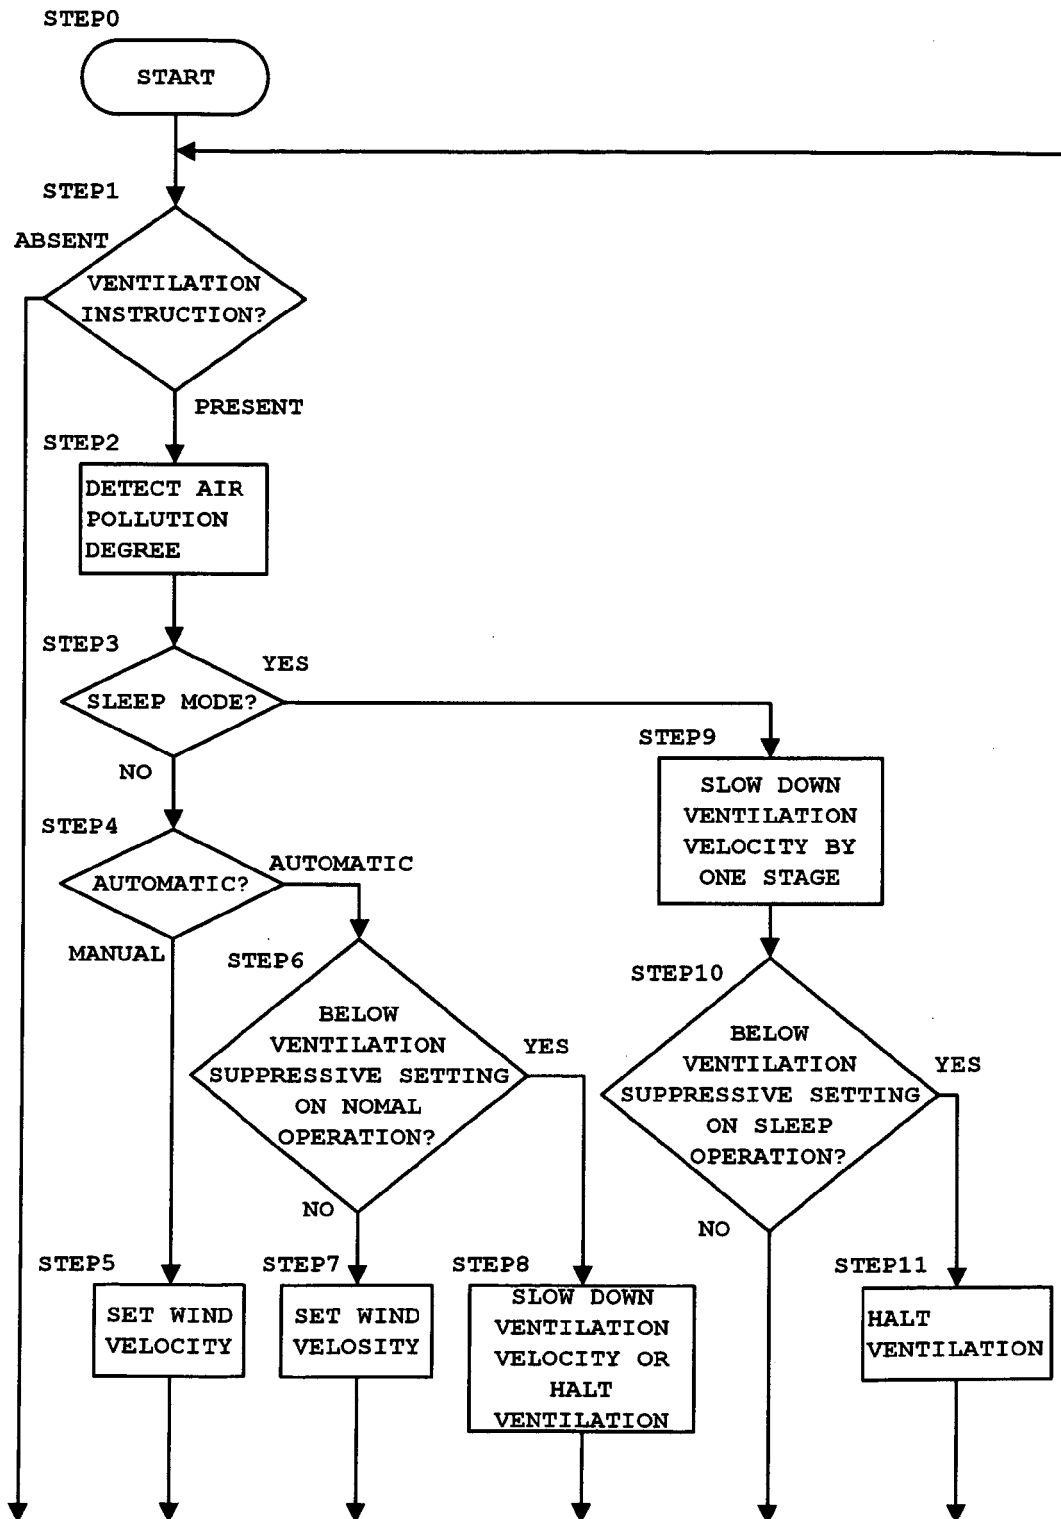 STEP0
START
STEP1
ABSENT
VENTILATION
INSTRUCTION?
PRESENT
STEP2
DETECT AIR
POLLUTION
DEGREE
STEP3
YES
SLEEP MODE?
NO
STEP9
SLOW DOWN
VENTILATION
VELOCITY BY
ONE STAGE
STEP4
AUTOMATIC
AUTOMATIC?
MANUAL
STEP6
BELOW
VENTILATION
SUPPRESSIVE SETTING
ON NOMAL
OPERATION?
YES
NO
STEP10
BELOW
VENTILATION
SUPPRESSIVE SETTING
ON SLEEP
OPERATION?
YES
NO
STEP5
SET WIND
VELOCITY
STEP7
SET WIND
VELOSITY
STEP8
SLOW DOWN
VENTILATION
VELOCITY OR
HALT
VENTILATION
STEP11
HALT
VENTILATION